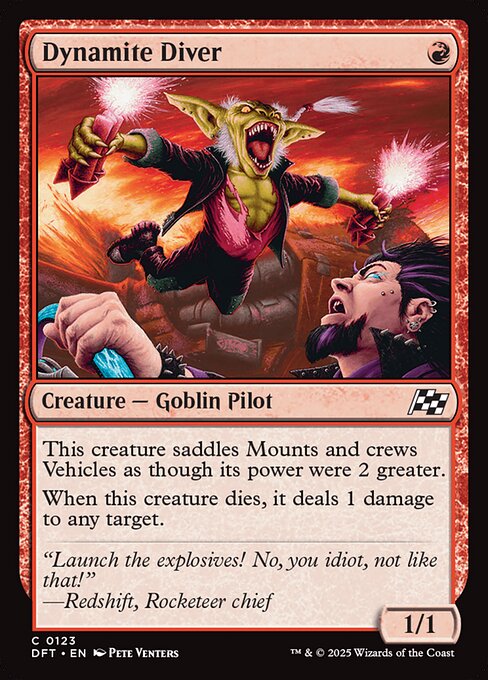 Dynamite Diver
Creature — Goblin Pilot
This creature saddles Mounts and crews
Vehicles as though its power were 2 greater.
When this creature dies, it deals 1 damage
to any target.
“Launch the explosives! No, you idiot, not like
that!”
—Redshift, Rocketeer chief
1/1
C 0123
DFT • EN Pete Venters
™ & © 2025 Wizards of the Coast